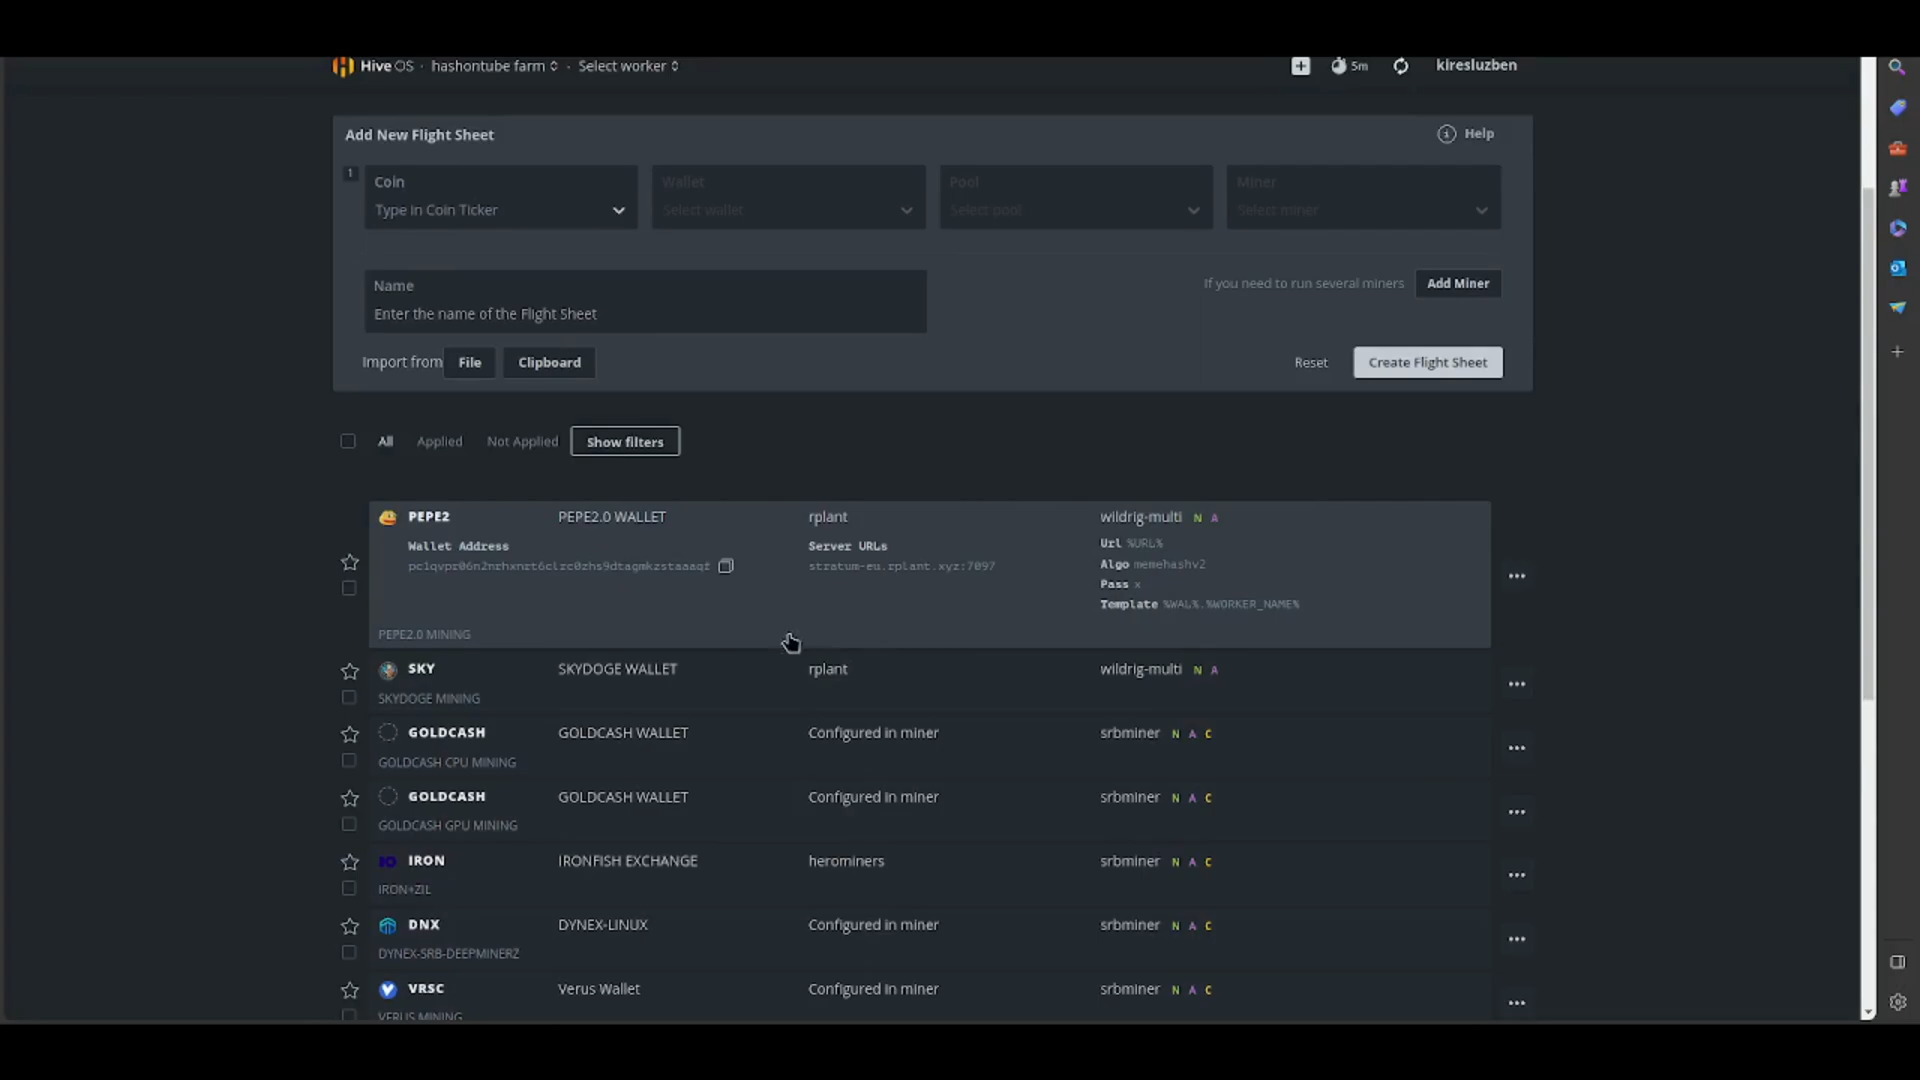 Hive OS · hashontube farm · Select worker 5m kiresluzben
Add New Flight Sheet Help
1 Coin Wallet Pool Miner
Type in Coin Ticker Select wallet Select pool Select miner
Name If you need to run several miners Add Miner
Enter the name of the Flight Sheet
Import from File Clipboard Reset Create Flight Sheet
All Applied Not Applied Show filters
PEPE2 PEPE2.0 WALLET rplant wildrig-multi N A
Wallet Address Server URLs Url %URL%
stratum-eu.rplant.xyz:7097 Algo memehashv2
Pass x
Template %WAL%.%WORKER_NAME%
PEPE2.0 MINING
SKY SKYDOGE WALLET rplant wildrig-multi N A
SKYDOGE MINING
GOLDCASH GOLDCASH WALLET Configured in miner srbminer N A C
GOLDCASH CPU MINING
GOLDCASH GOLDCASH WALLET Configured in miner srbminer N A C
GOLDCASH GPU MINING
IRON IRONFISH EXCHANGE herominers srbminer N A C
IRON+ZIL
DNX DYNEX-LINUX Configured in miner srbminer N A C
DYNEX-SRB-DEEPMINERZ
VRSC Verus Wallet Configured in miner srbminer N A C
VERUS MINING